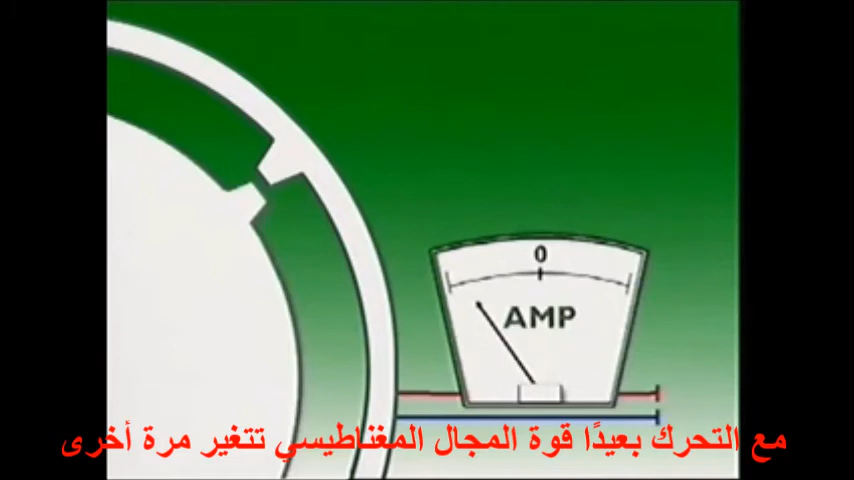 0
AMP
مع التحرك بعيدًا قوة المجال المغناطيسي تتغير مرة أخرى